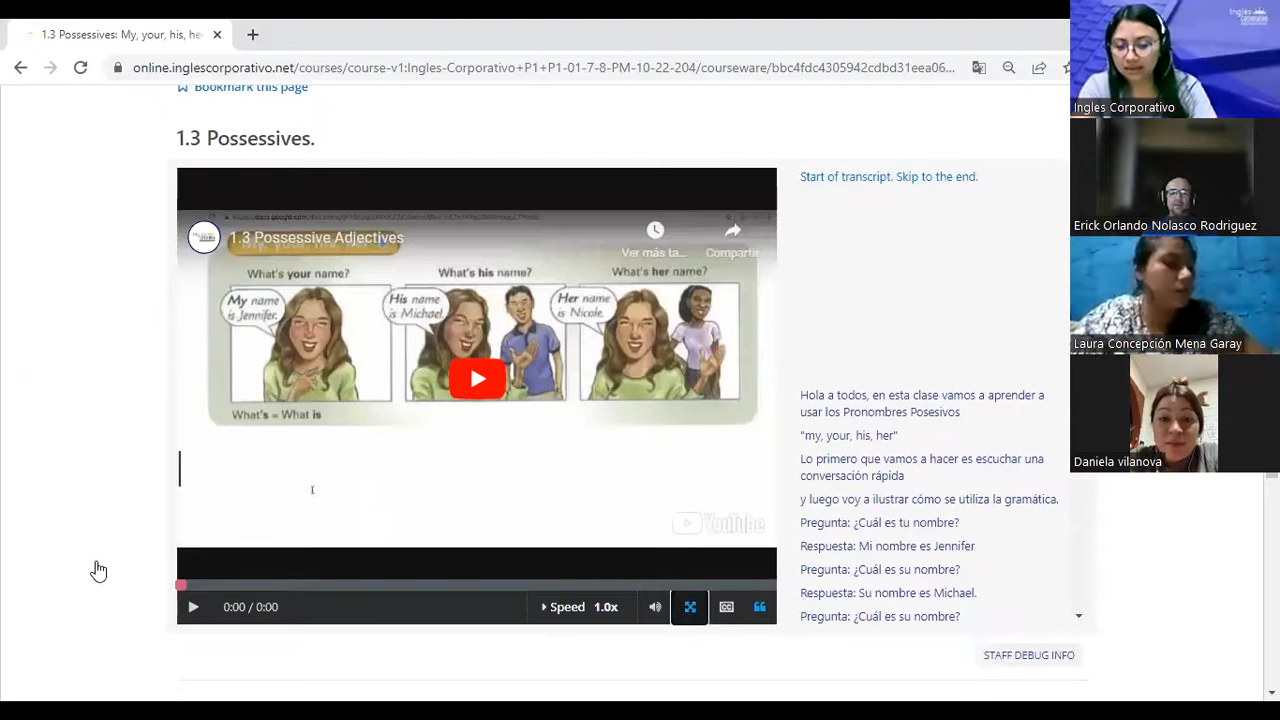 1.3 Possessives: My, your, his, he
online.inglescorporativo.net/courses/course-v1
-Corporativo+P1+P1-01-7-8-PM-10-22-204/courseware/bbc4fdc4305942cdbd31eea06...
Bookmark this page
1.3 Possessives.
1.3 Possessive Adjectives
Ver más ta...
Compartir
What's your name?
What's his name?
What's her name?
My name
is Jennifer.
His name
is Michael.
Her name
is Nicole.
What's = What is
YouTube
0:00 / 0:00
Speed 1.0x
CC
Start of transcript. Skip to the end.
Hola a todos, en esta clase vamos a aprender a
usar los Pronombres Posesivos
"my, your, his, her"
Lo primero que vamos a hacer es escuchar una
conversación rápida
y luego voy a ilustrar cómo se utiliza la gramática.
Pregunta: ¿Cuál es tu nombre?
Respuesta: Mi nombre es Jennifer
Pregunta: ¿Cuál es su nombre?
Respuesta: Su nombre es Michael.
Pregunta: ¿Cuál es su nombre?
STAFF DEBUG INFO
Ingles Corporativo
Erick Orlando Nolasco Rodriguez
Laura Concepción Mena Garay
Daniela vilanova